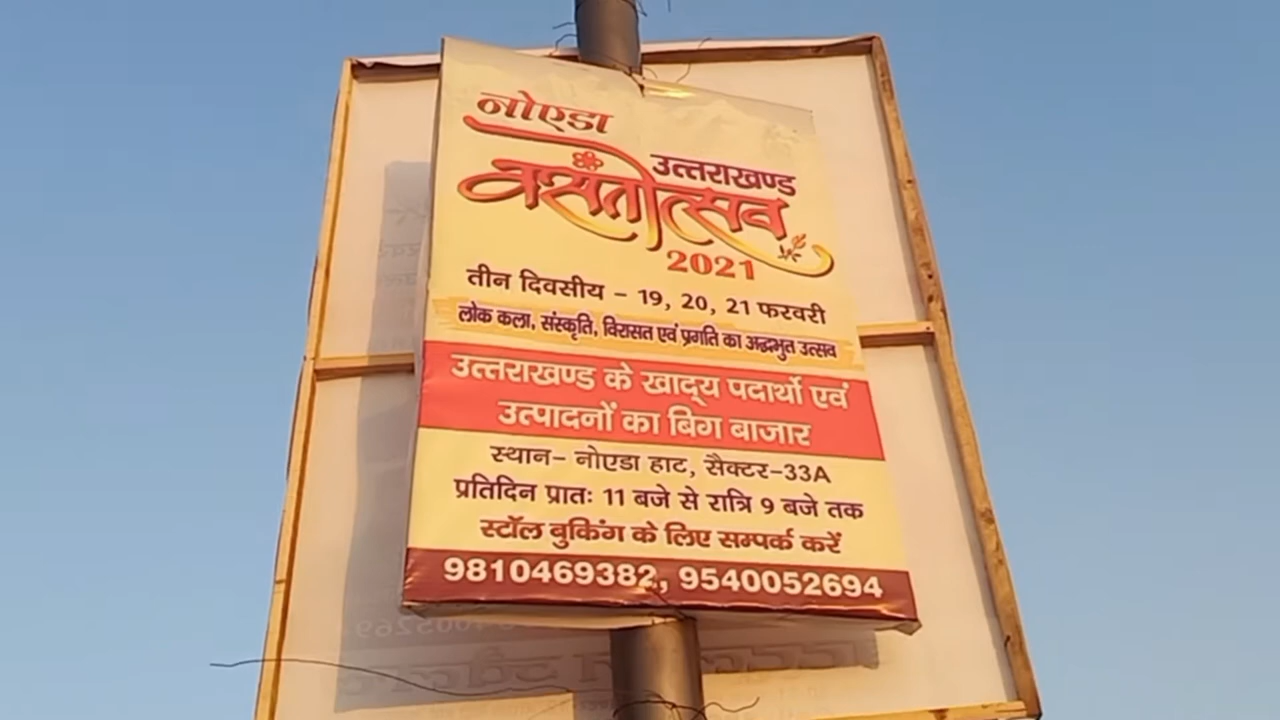 नोएडा
उत्तराखण्ड
वसंतोत्सव
2021
तीन दिवसीय – 19, 20, 21 फरवरी
लोक कला, संस्कृति, विरासत एवं प्रगति का अद्धभुत उत्सव
उत्तराखण्ड के खाद्य पदार्थो एवं
उत्पादनों का बिग बाजार
स्थान– नोएडा हाट, सैक्टर–33A
प्रतिदिन प्रातः 11 बजे से रात्रि 9 बजे तक
स्टॉल बुकिंग के लिए सम्पर्क करें
9810469382, 9540052694